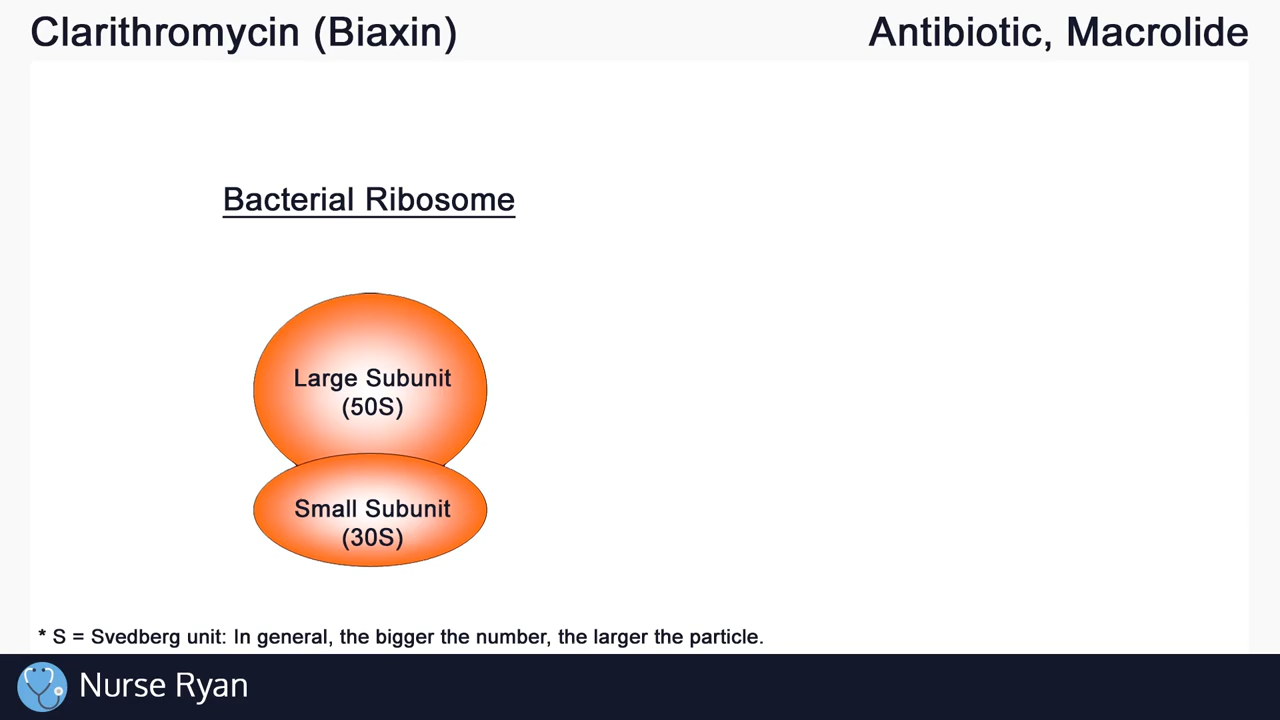 Clarithromycin (Biaxin)
Antibiotic, Macrolide
Bacterial Ribosome
Large Subunit
(50S)
Small Subunit
(30S)
* S = Svedberg unit: In general, the bigger the number, the larger the particle.
Nurse Ryan